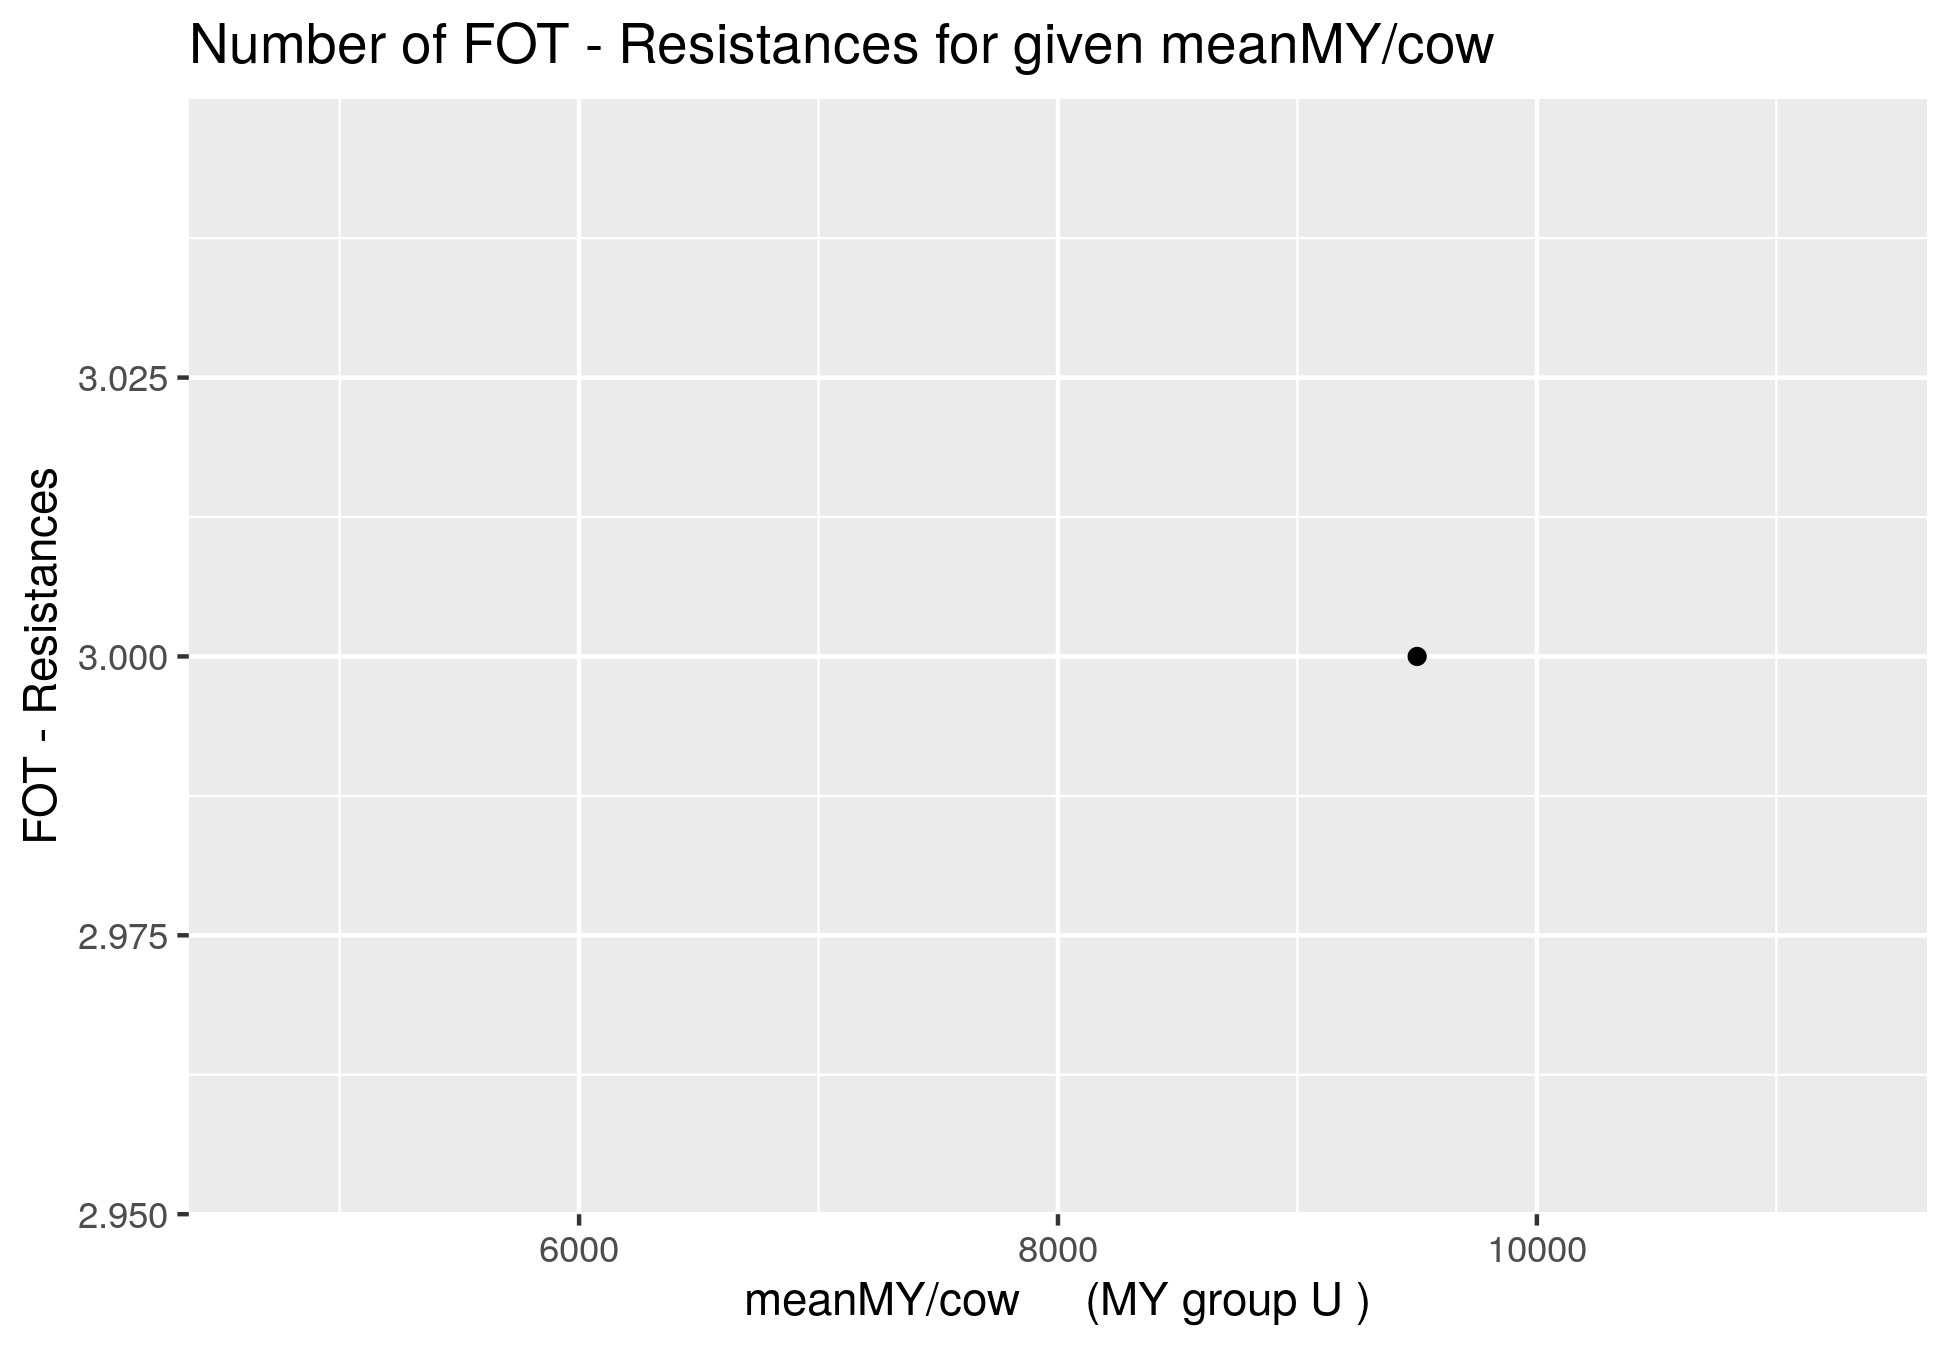 Number of FOT - Resistances for given meanMY/cow
FOT - Resistances
3.025
3.000
2.975
2.950
6000
8000
10000
meanMY/cow (MY group U )